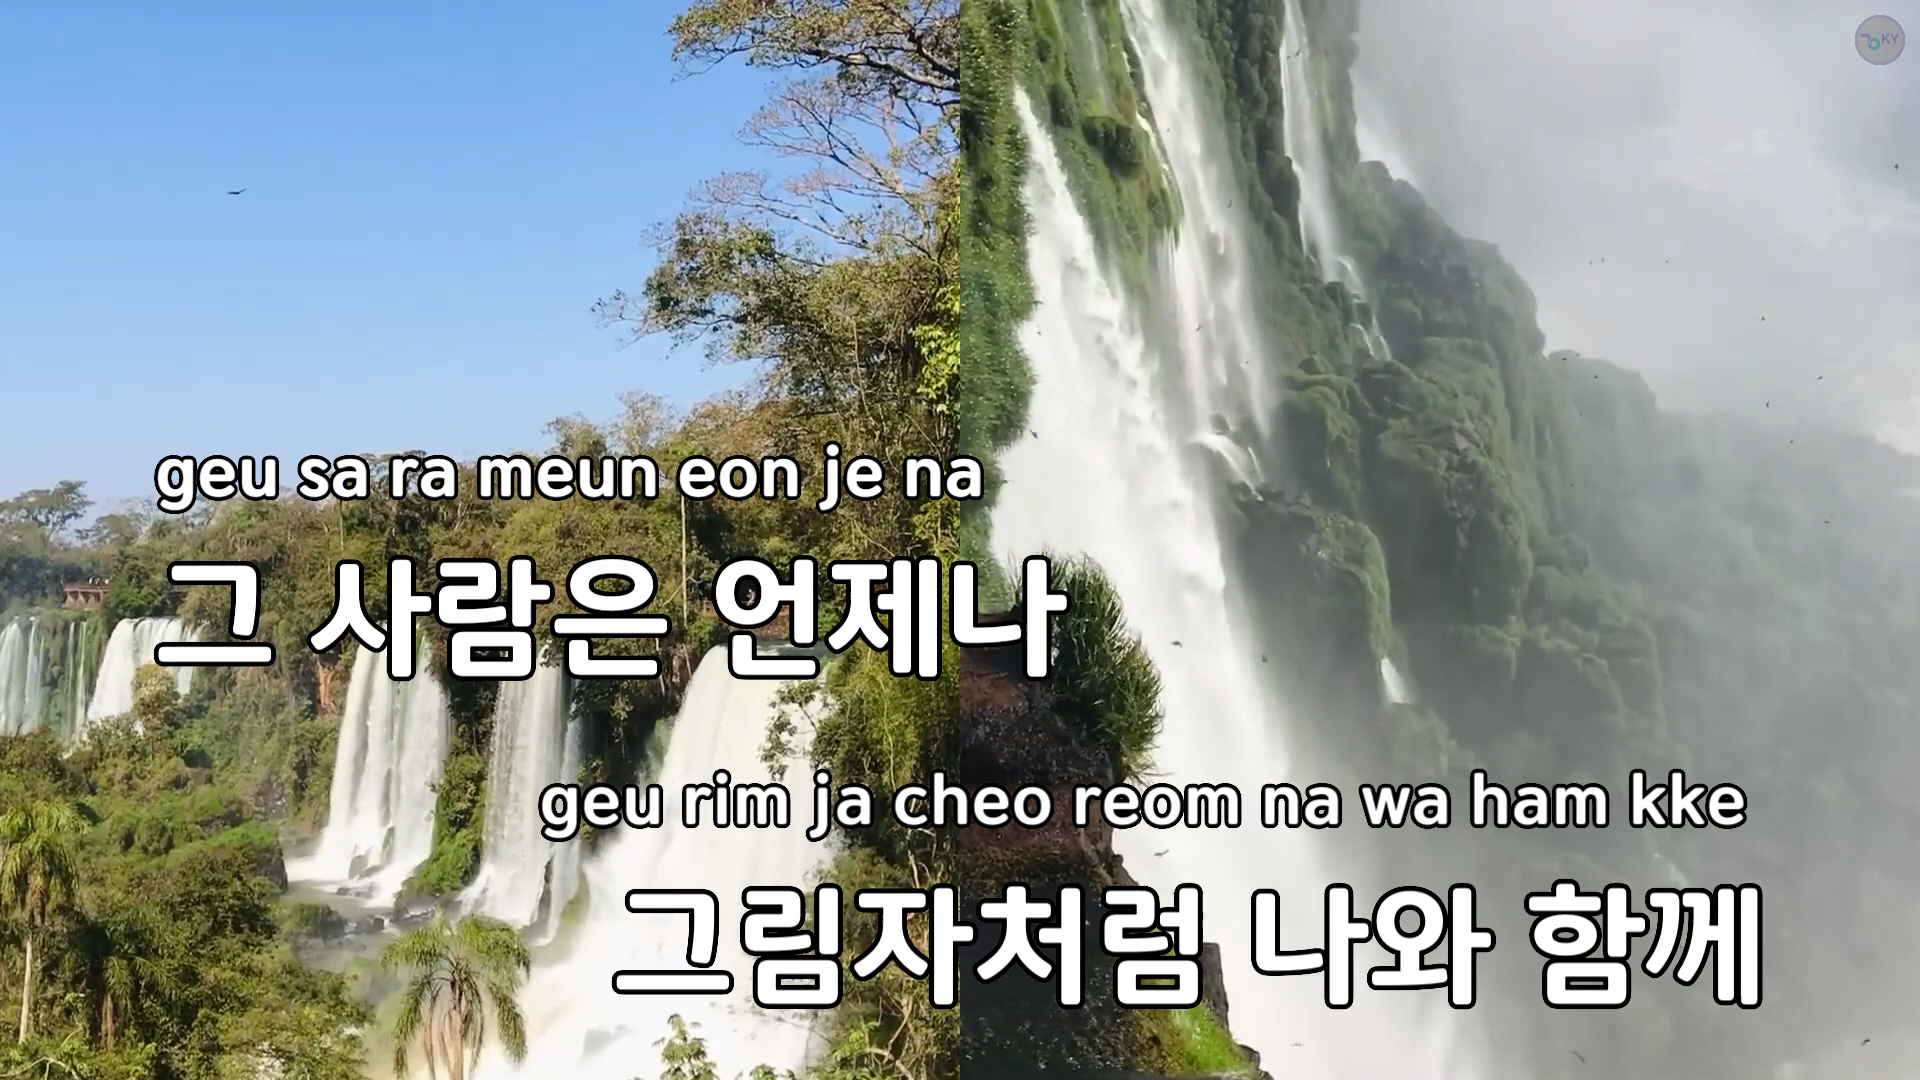 KY
geu sa ra meun eon je na
그 사람은 언제나
geu rim ja cheo reom na wa ham kke
그림자처럼 나와 함께